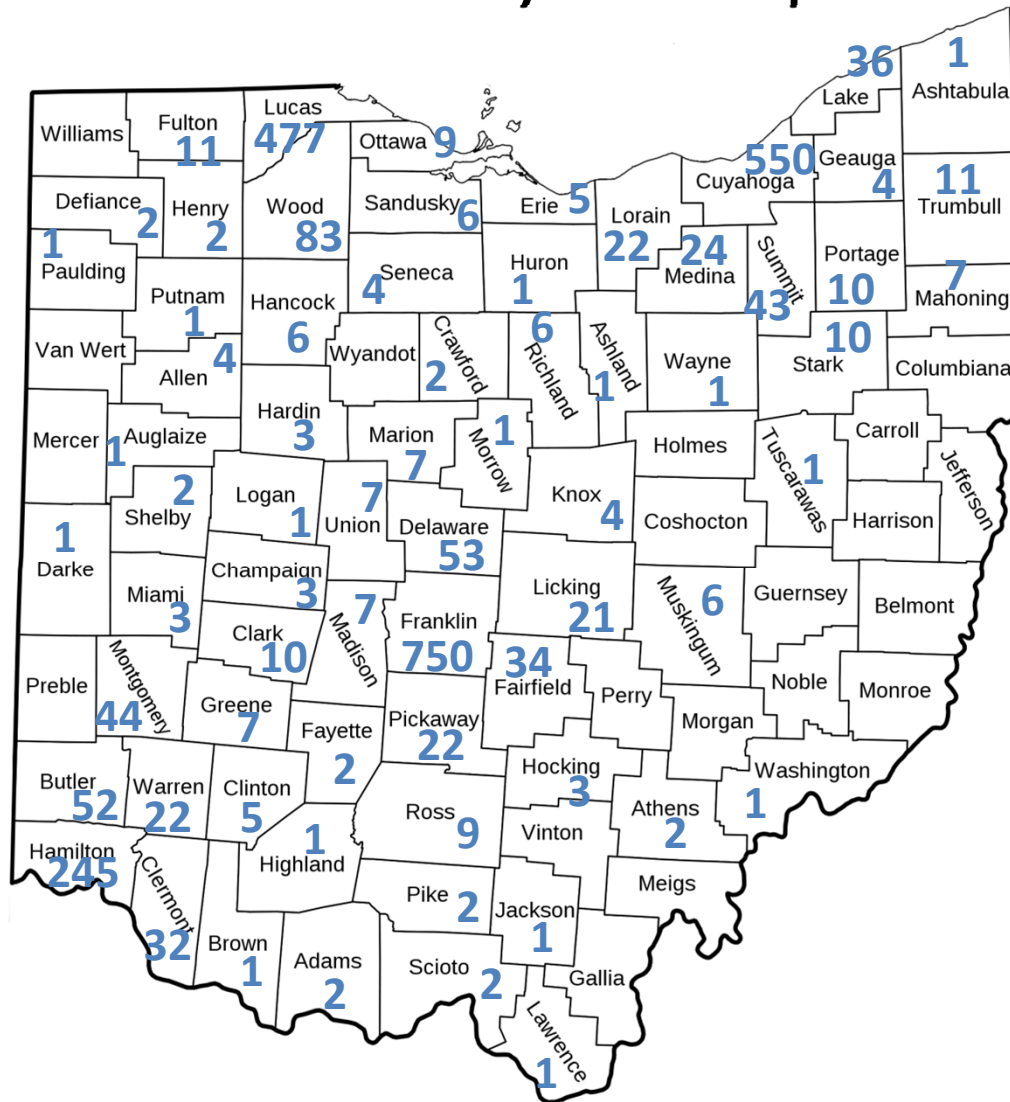 36
1
Lake
Ashtabula
Lucas
477
Williams
Fulton
11
Ottawa
9
550
Cuyahoga
Geauga
4
11
Trumbull
Defiance
2
Henry
2
Wood
83
Sandusky
6
Erie
5
Lorain
22
24
Medina
Summit
43
Portage
10
7
Mahoning
1
Paulding
Putnam
1
Hancock
6
Seneca
4
Huron
1
Van Wert
4
Allen
Wyandot
Crawford
2
6
Richland
Ashland
1
Wayne
1
10
Stark
Columbiana
Mercer
1
Auglaize
Hardin
3
Marion
7
1
Morrow
Holmes
Tuscarawas
1
Carroll
Jefferson
2
Shelby
Logan
1
7
Union
Delaware
53
Knox
4
Coshocton
Harrison
1
Darke
Miami
3
Champaign
3
Licking
21
Muskingum
6
Guernsey
Belmont
Clark
10
7
Madison
Franklin
750
34
Fairfield
Perry
Noble
Monroe
Preble
Montgomery
44
Greene
7
Fayette
2
Pickaway
22
Morgan
Hocking
3
Washington
1
Butler
52
Warren
22
Clinton
5
Ross
9
Vinton
Athens
2
Hamilton
245
Clermont
32
1
Highland
Pike
2
Jackson
1
Meigs
Brown
1
Adams
2
Scioto
2
Gallia
Lawrence
1